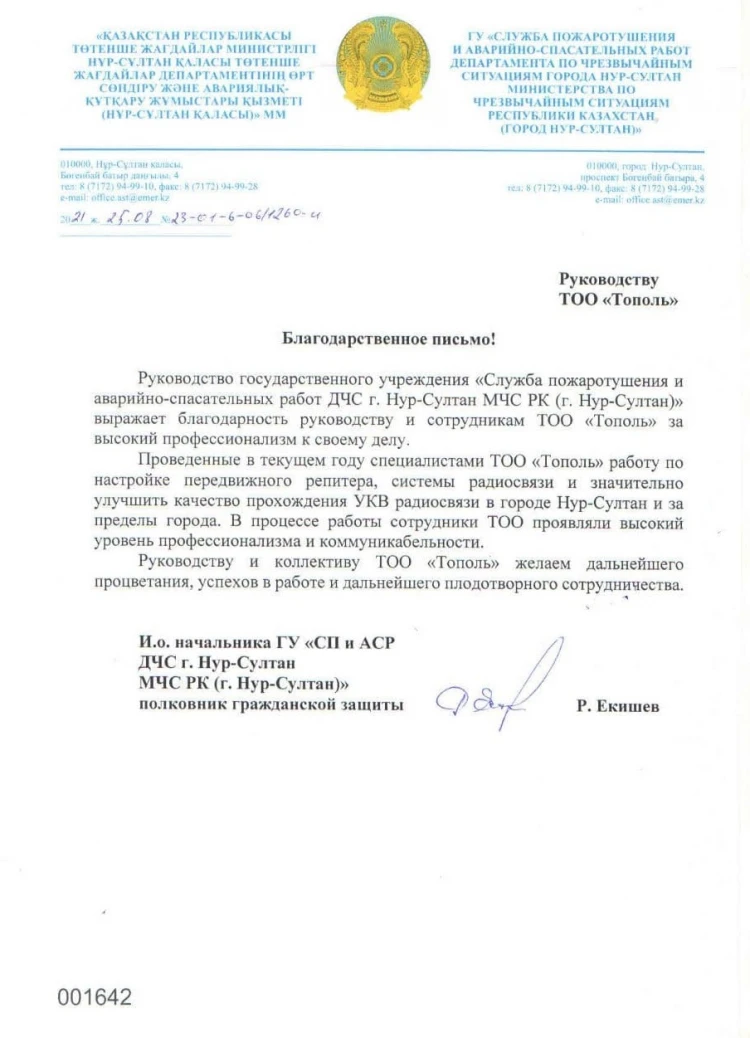 «ҚАЗАҚСТАН РЕСПУБЛИКАСЫ
ТӨТЕНШЕ ЖАҒДАЙЛАР МИНИСТРЛІГІ
НҰР-СҰЛТАН ҚАЛАСЫ ТӨТЕНШЕ
ЖАҒДАЙЛАР ДЕПАРТАМЕНТІНІҢ ӨРТ
СӨНДІРУ ЖӘНЕ АВАРИЯЛЫҚ-
ҚҰТҚАРУ ЖҰМЫСТАРЫ ҚЫЗМЕТІ
(НҰР-СҰЛТАН ҚАЛАСЫ)» ММ
ГУ «СЛУЖБА ПОЖАРОТУШЕНИЯ
И АВАРИЙНО-СПАСАТЕЛЬНЫХ РАБОТ
ДЕПАРТАМЕНТА ПО ЧРЕЗВЫЧАЙНЫМ
СИТУАЦИЯМ ГОРОДА НУР-СУЛТАН
МИНИСТЕРСТВА ПО
ЧРЕЗВЫЧАЙНЫМ СИТУАЦИЯМ
РЕСПУБЛИКИ КАЗАХСТАН,
(ГОРОД НУР-СУЛТАН)»
010000, Нұр-Сұлтан қаласы,
Бөгенбай батыр даңғылы, 4
тел: 8 (7172) 94-99-10, факс: 8 (7172) 94-99-28
e-mail: office.ast@emer.kz
2021 ж. 25.08 №23-01-6-06/1260-и
010000, город Нур-Султан,
проспект Богенбай батыра, 4
тел. 8 (7172) 94-99-10, факс: 8 (7172) 94-99-28
e-mail: office.ast@emer.kz
Руководству
ТОО «Тополь»
Благодарственное письмо!
Руководство государственного учреждения «Служба пожаротушения и
аварийно-спасательных работ ДЧС г. Нур-Султан МЧС РК (г. Нур-Султан)»
выражает благодарность руководству и сотрудникам ТОО «Тополь» за
высокий профессионализм к своему делу.
Проведенные в текущем году специалистами ТОО «Тополь» работу по
настройке передвижного репитера, системы радиосвязи и значительно
улучшить качество прохождения УКВ радиосвязи в городе Нур-Султан и за
пределы города. В процессе работы сотрудники ТОО проявляли высокий
уровень профессионализма и коммуникабельности.
Руководству и коллективу ТОО «Тополь» желаем дальнейшего
процветания, успехов в работе и дальнейшего плодотворного сотрудничества.
И.о. начальника ГУ «СП и АСР
ДЧС г. Нур-Султан
МЧС РК (г. Нур-Султан)»
полковник гражданской защиты
Р. Екишев
001642